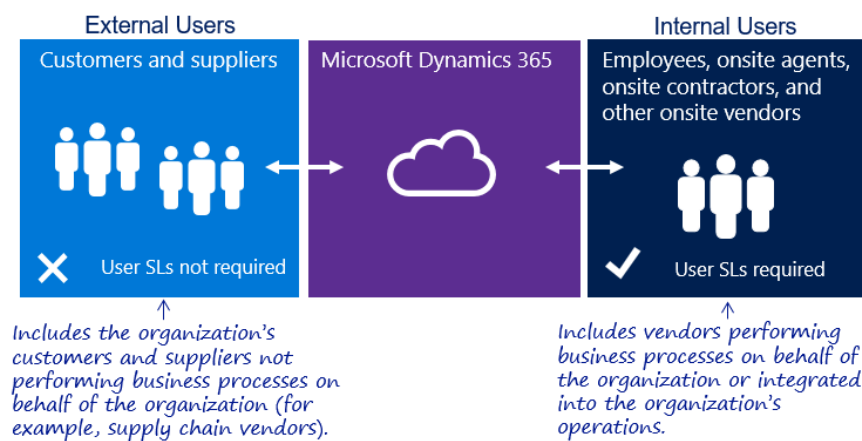 External Users
Customers and suppliers
User SLs not required
Includes the organization's
customers and suppliers not
performing business processes on
behalf of the organization (for
example, supply chain vendors).
Microsoft Dynamics 365
Internal Users
Employees, onsite agents,
onsite contractors, and
other onsite vendors
User SLs required
Includes vendors performing
business processes on behalf of
the organization or integrated
into the organization's
operations.